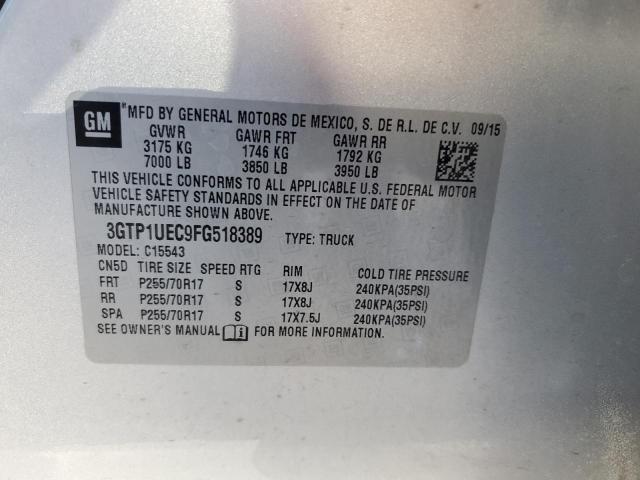 GM
MFD BY GENERAL MOTORS DE MEXICO, S. DE R.L. DE C.V. 09/15
GVWR GAWR FRT GAWR RR
3175 KG 1746 KG 1792 KG
7000 LB 3850 LB 3950 LB
THIS VEHICLE CONFORMS TO ALL APPLICABLE U.S. FEDERAL MOTOR
VEHICLE SAFETY STANDARDS IN EFFECT ON THE DATE OF
MANUFACTURE SHOWN ABOVE.
3GTP1UEC9FG518389 TYPE: TRUCK
MODEL: C15543
CN5D TIRE SIZE SPEED RTG RIM COLD TIRE PRESSURE
FRT P255/70R17 S 17X8J 240KPA(35PSI)
RR P255/70R17 S 17X8J 240KPA(35PSI)
SPA P255/70R17 S 17X7.5J 240KPA(35PSI)
SEE OWNER'S MANUAL FOR MORE INFORMATION.